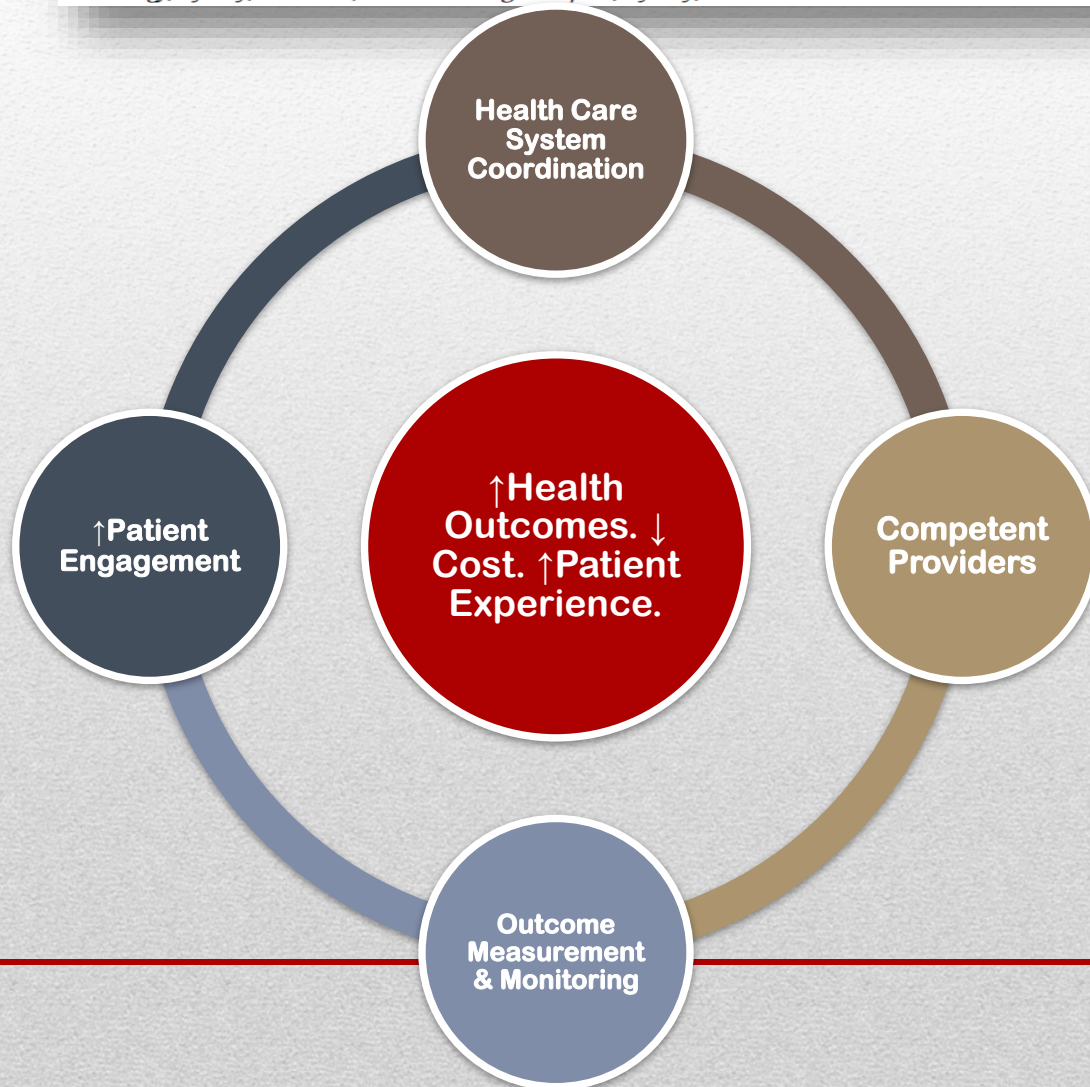 Health Care
System
Coordination
↑Health
Outcomes. ↓
Cost. ↑Patient
Experience.
↑Patient
Engagement
Competent
Providers
Outcome
Measurement
& Monitoring